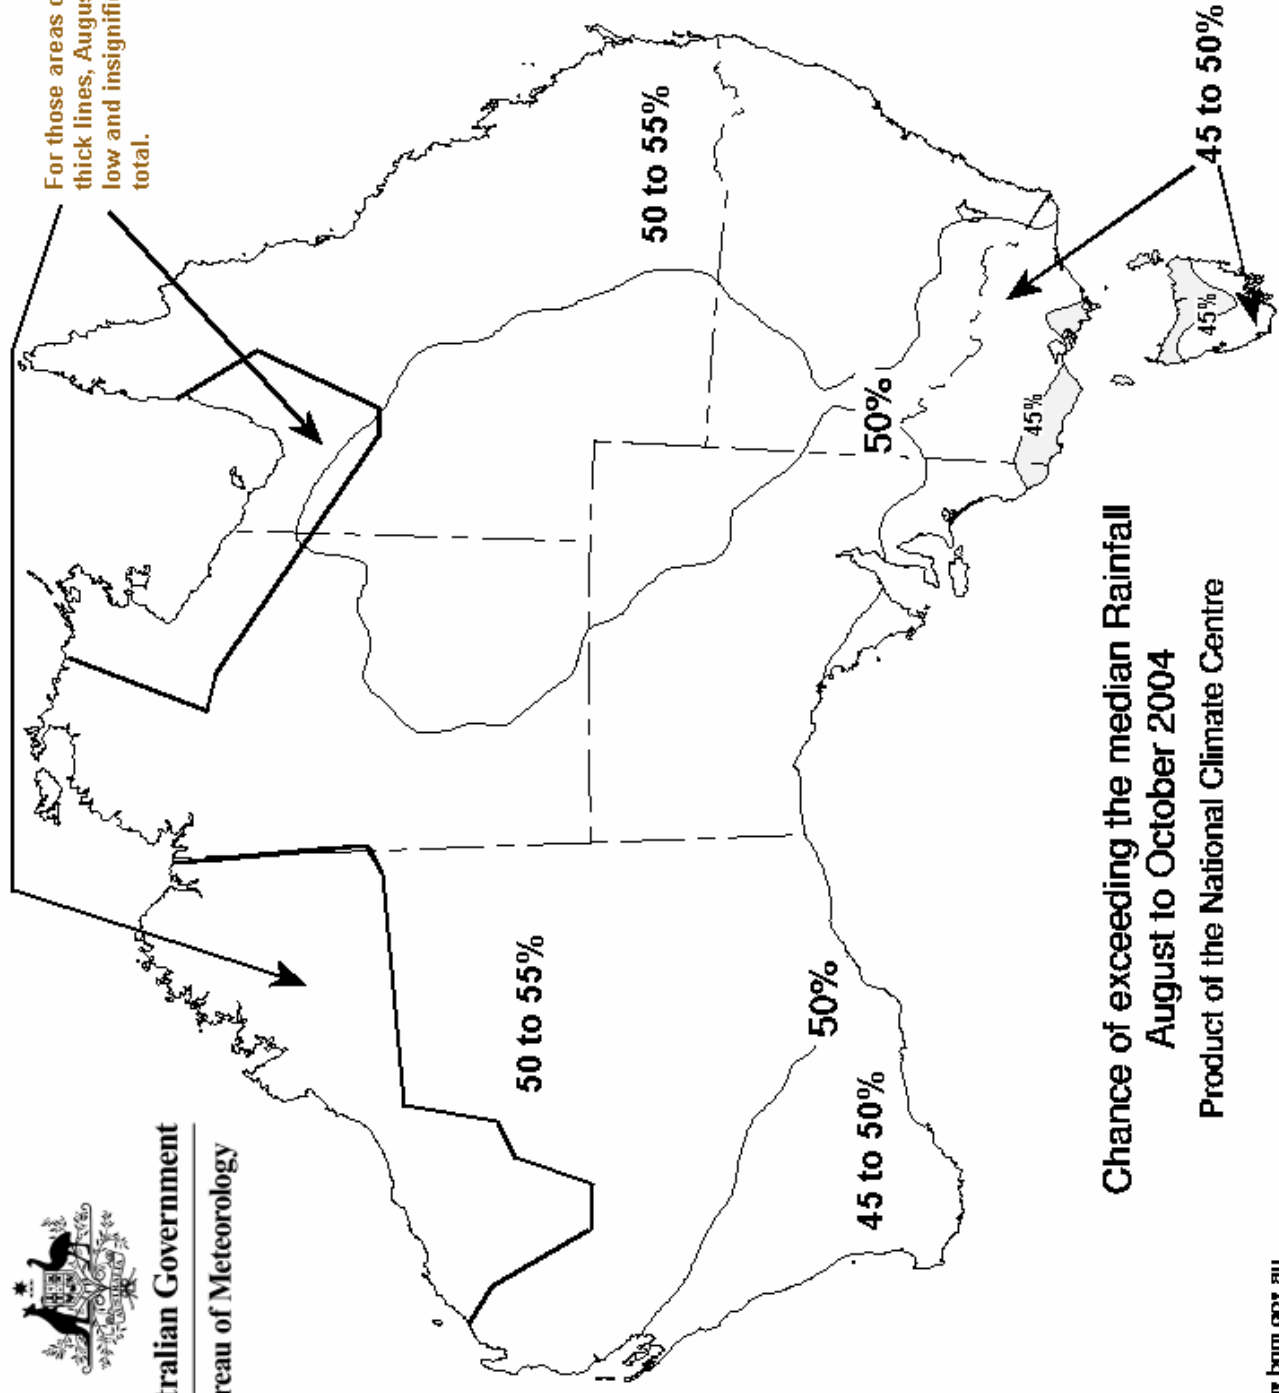 For those areas
thick lines, Augus
low and insignifi
total.
tralian Government
reau of Meteorology
50 to 55%
50 to 55%
50%
50%
45 to 50%
45 to 50%
45%
45%
Chance of exceeding the median Rainfall
August to October 2004
Product of the National Climate Centre